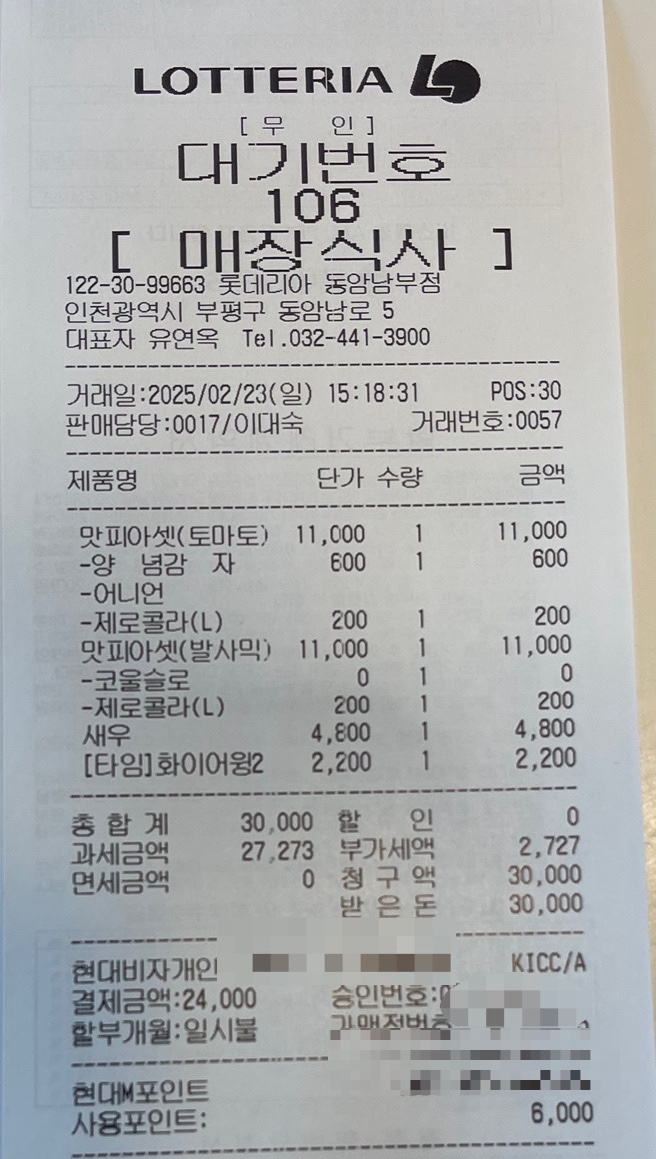 LOTTERIA
[무 인]
대기번호
106
[ 매장식사 ]
122-30-99663 롯데리아 동암남부점
인천광역시 부평구 동암남로 5
대표자 유연옥 Tel.032-441-3900
거래일:2025/02/23(일) 15:18:31 POS:30
판매담당:0017/이대숙 거래번호:0057
제품명 단가 수량 금액
맛피아셋(토마토) 11,000 1 11,000
-양 념감 자 600 1 600
-어니언
-제로콜라(L) 200 1 200
맛피아셋(발사믹) 11,000 1 11,000
-코울슬로 0 1 0
-제로콜라(L) 200 1 200
새우 4,800 1 4,800
[타임]화이어윙2 2,200 1 2,200
총 합 계 30,000 할 인 0
과세금액 27,273 부가세액 2,727
면세금액 0 청 구 액 30,000
받 은 돈 30,000
현대비자개인 KICC/A
결제금액:24,000 승인번호:
할부개월:일시불 가맹점번호
현대M포인트
사용포인트: 6,000